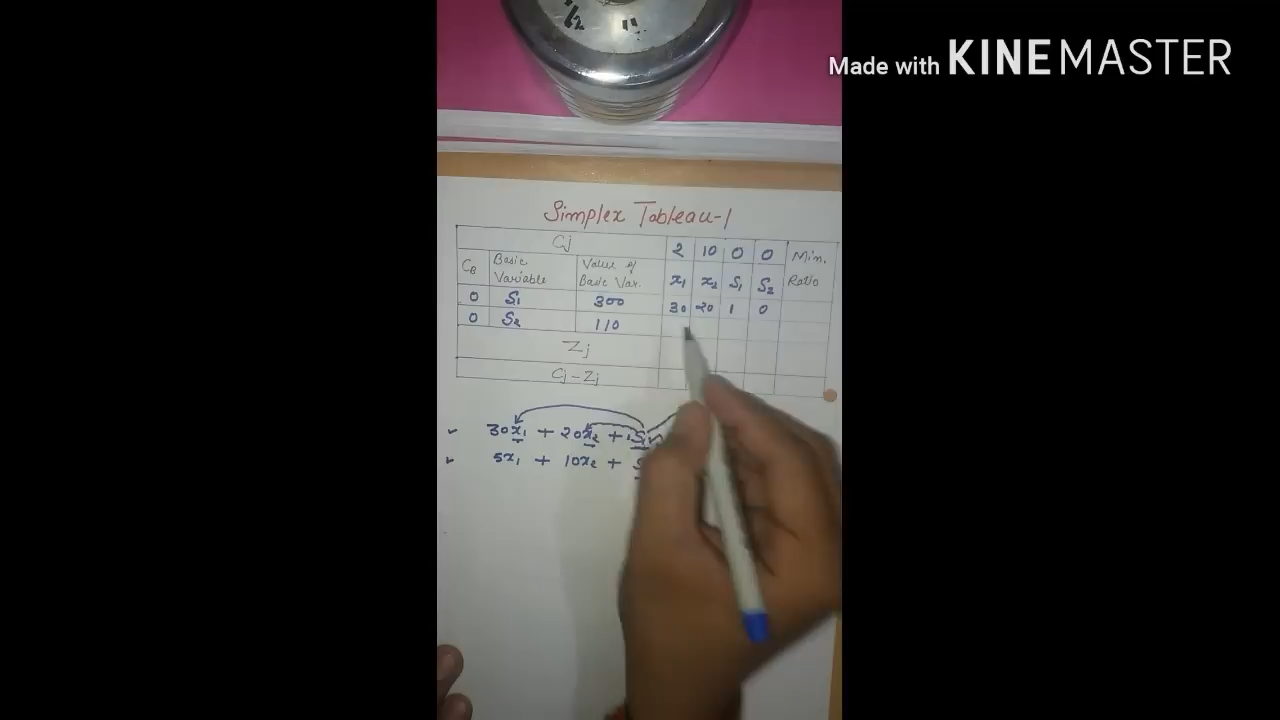 1/2 "
Made with KINEMASTER
Simplex Tableau-1
Cj 2 10 0 0 Min. Ratio
CB Basic Variable Value of Basic Var. x1 x2 S1 S2
0 S1 300 30 20 1 0
0 S2 110
Zj
Cj - Zj
30x1 + 20x2 + 1S1
5x1 + 10x2 +